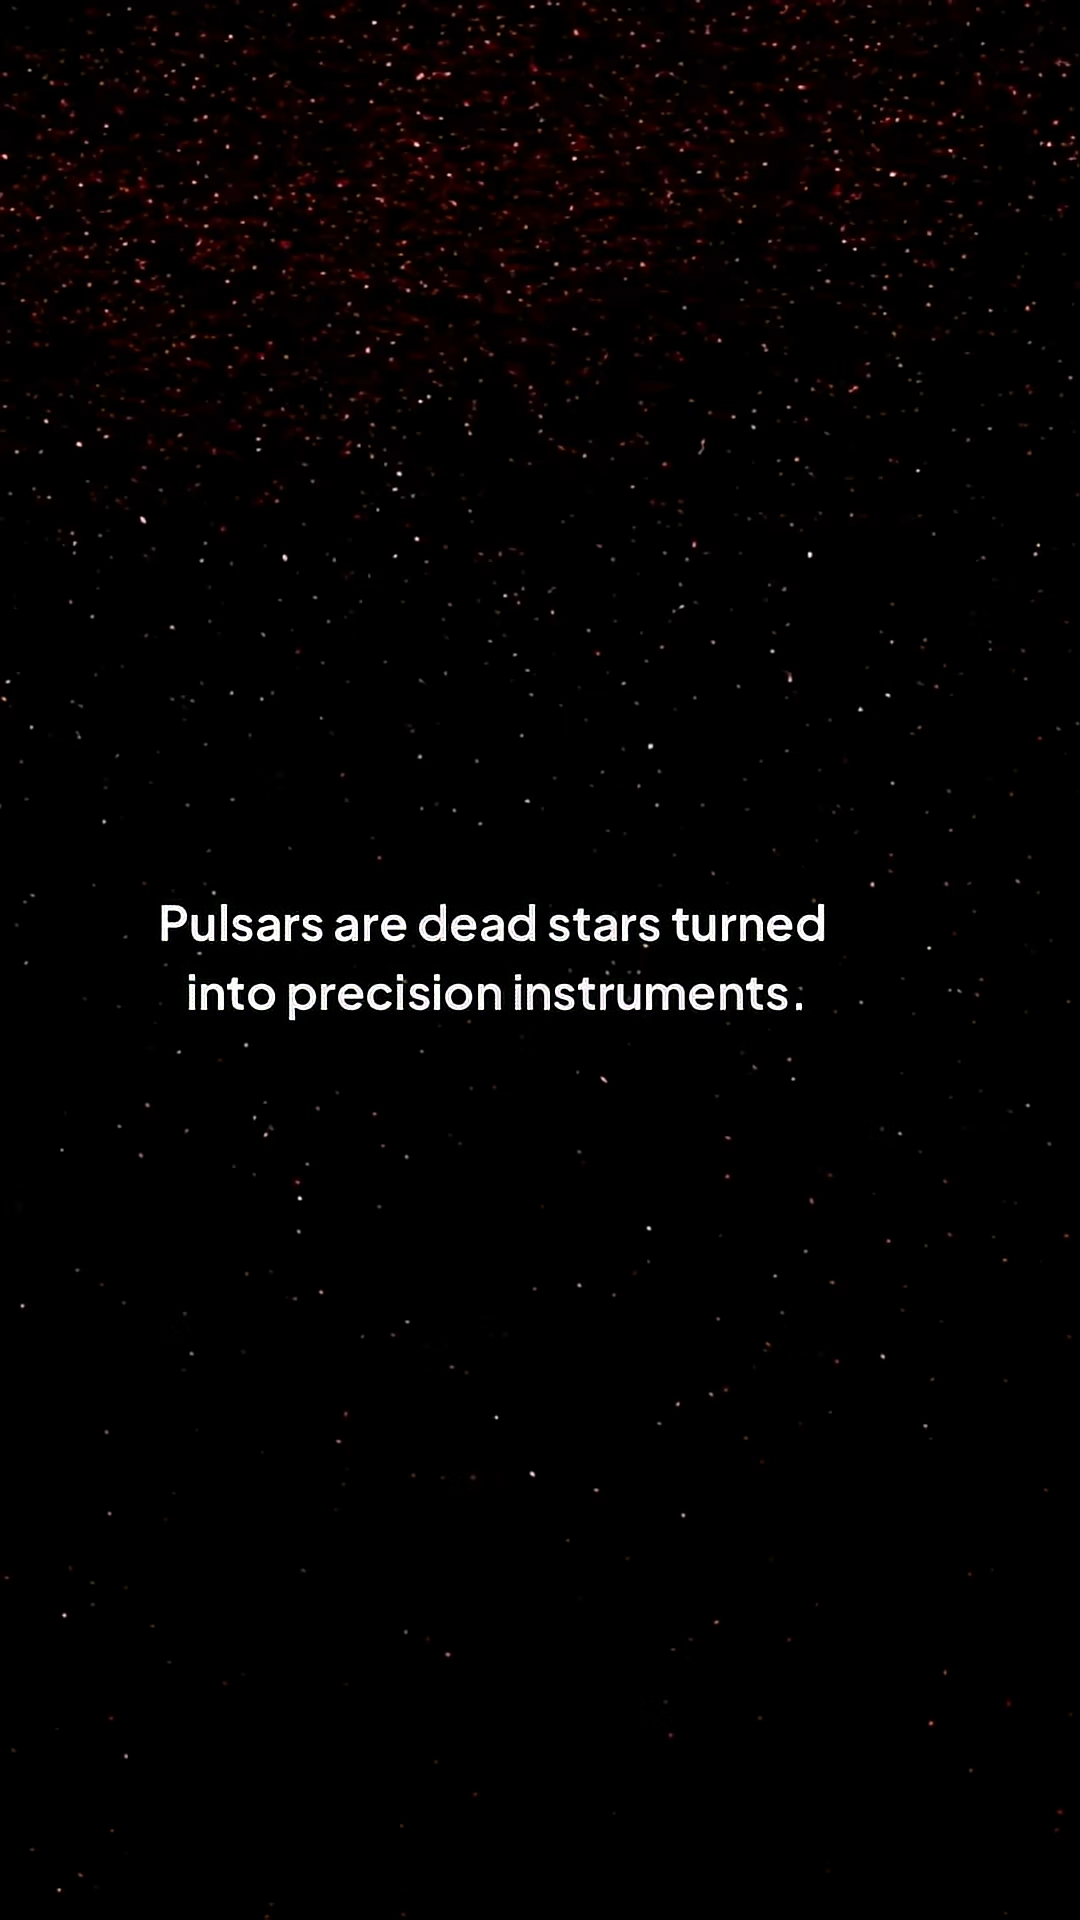 Pulsars are dead stars turned
into precision instruments.